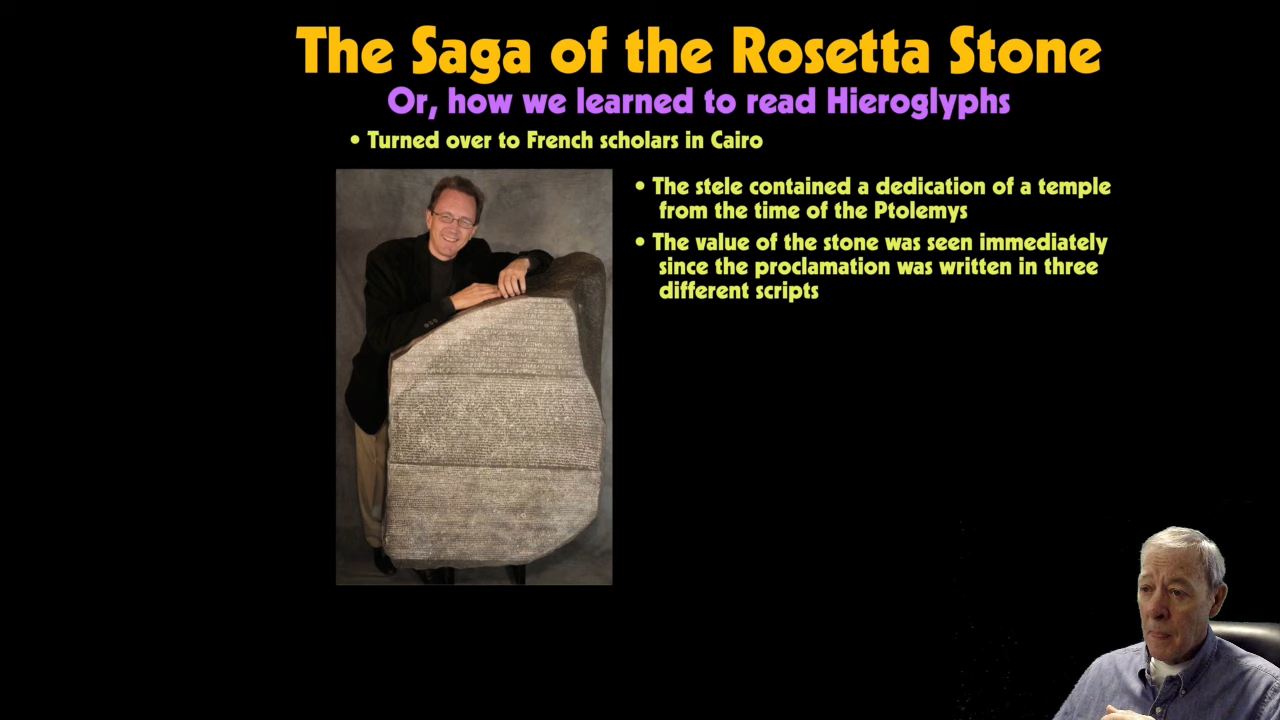 The Saga of the Rosetta Stone
Or, how we learned to read Hieroglyphs
• Turned over to French scholars in Cairo
• The stele contained a dedication of a temple
from the time of the Ptolemys
• The value of the stone was seen immediately
since the proclamation was written in three
different scripts